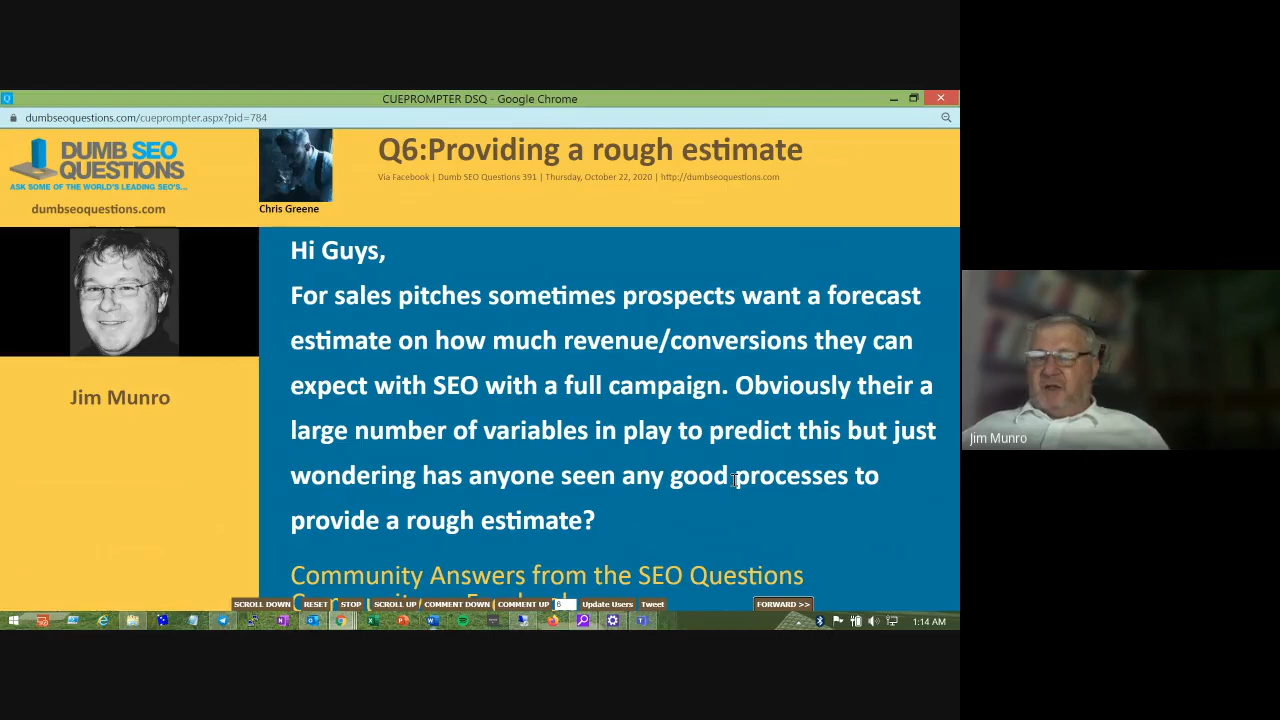 CUEPROMPTER DSQ - Google Chrome
dumbseoquestions.com/cueprompter.aspx?pid=784
DUMB SEO
QUESTIONS
ASK SOME OF THE WORLD'S LEADING SEO'S...
dumbseoquestions.com
Chris Greene
Q6:Providing a rough estimate
Via Facebook | Dumb SEO Questions 391 | Thursday, October 22, 2020 | http://dumbseoquestions.com
Jim Munro
Hi Guys,
For sales pitches sometimes prospects want a forecast
estimate on how much revenue/conversions they can
expect with SEO with a full campaign. Obviously their a
large number of variables in play to predict this but just
wondering has anyone seen any good processes to
provide a rough estimate?
Community Answers from the SEO Questions
SCROLL DOWN RESET STOP SCROLL UP COMMENT DOWN COMMENT UP 6 Update Users Tweet FORWARD >>
1:14 AM
Jim Munro